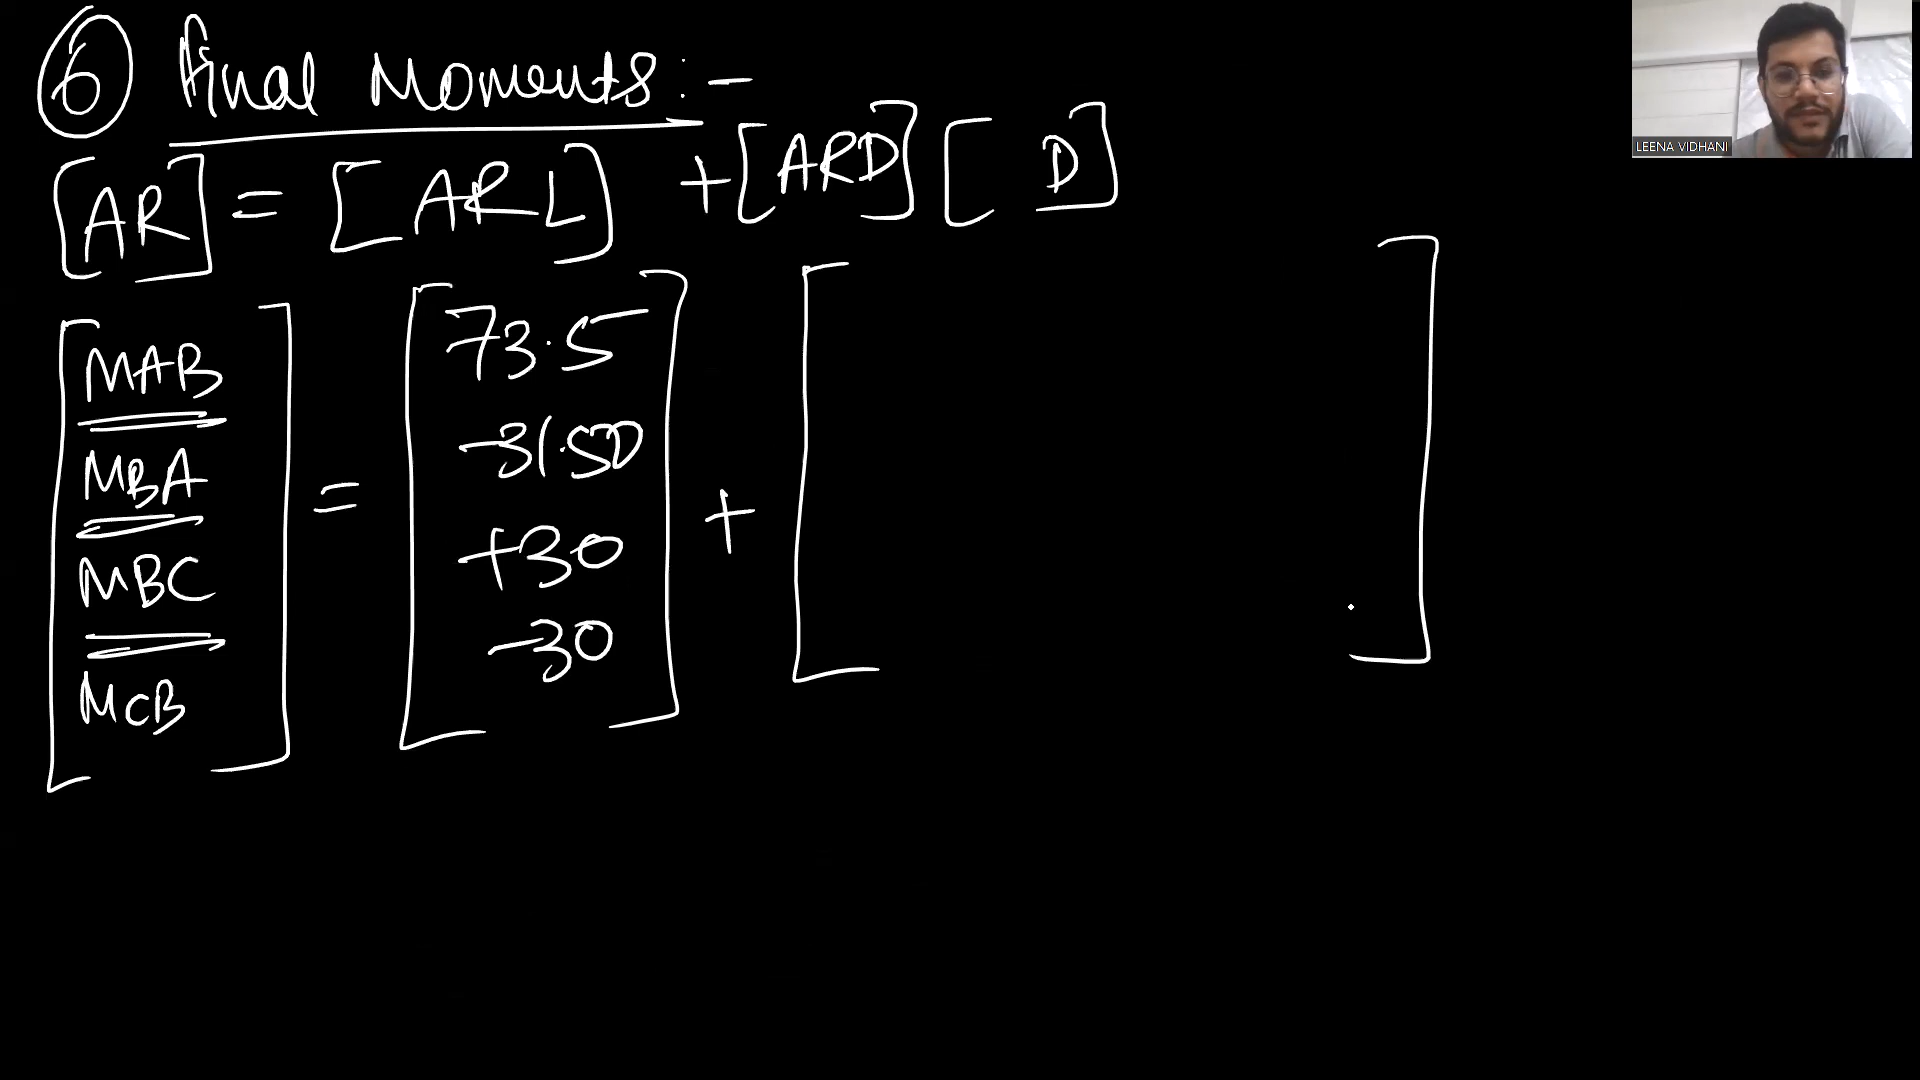 6 Final Moments:-
[AR] = [ARL] + [ARD] [D]
[MAB] = [73.5] + [ ]
MBA -31.50
MBC +30
MCB -30
LEENA VIDHANI